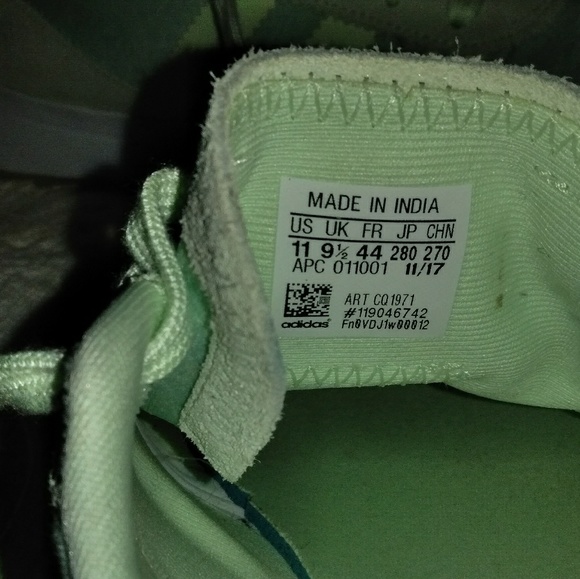 MADE IN INDIA
US UK FR JP CHN
11 9½ 44 280 270
APC 011001 11/17
ART CQ1971
#119046742
adidas Fn0VDJ1w00012